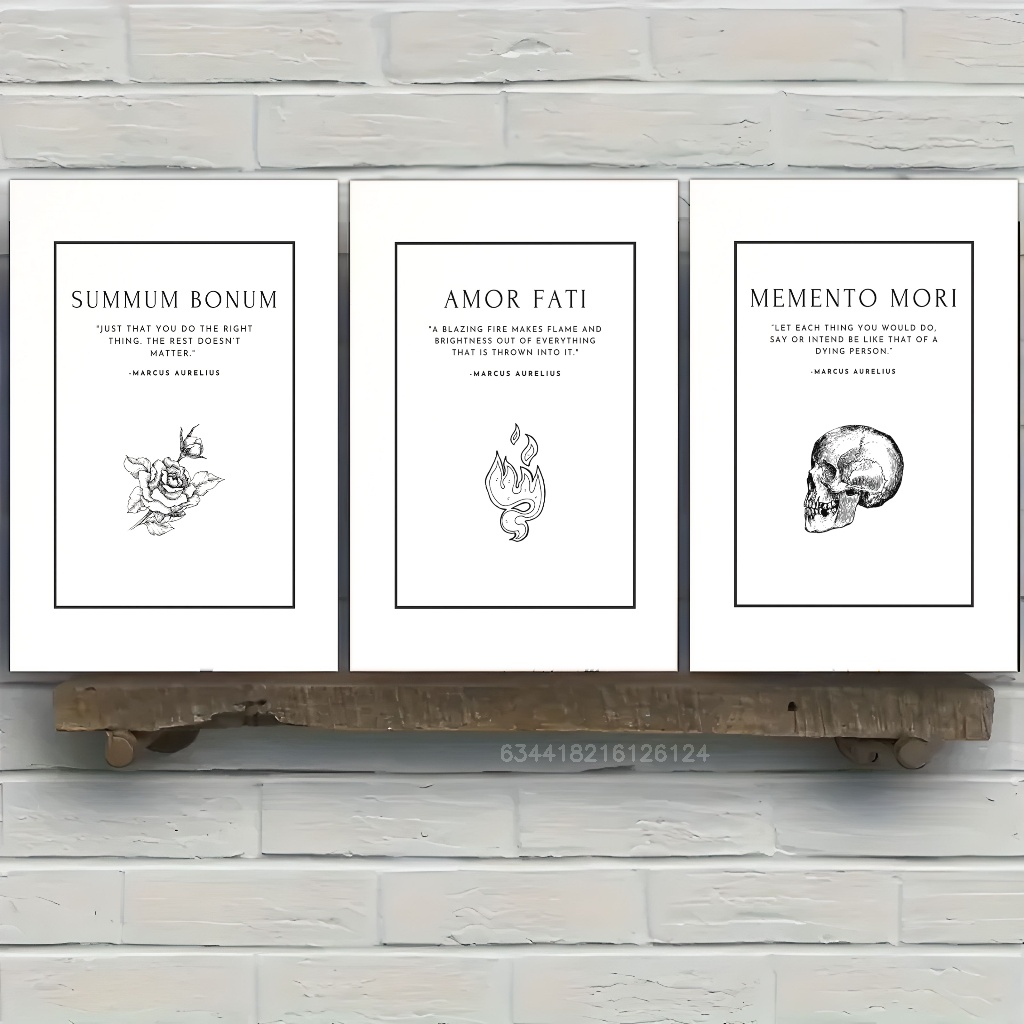 SUMMUM BONUM
"JUST THAT YOU DO THE RIGHT
THING. THE REST DOESN'T
MATTER."
-MARCUS AURELIUS
AMOR FATI
"A BLAZING FIRE MAKES FLAME AND
BRIGHTNESS OUT OF EVERYTHING
THAT IS THROWN INTO IT."
-MARCUS AURELIUS
MEMENTO MORI
"LET EACH THING YOU WOULD DO,
SAY OR INTEND BE LIKE THAT OF A
DYING PERSON."
-MARCUS AURELIUS
634418216126124